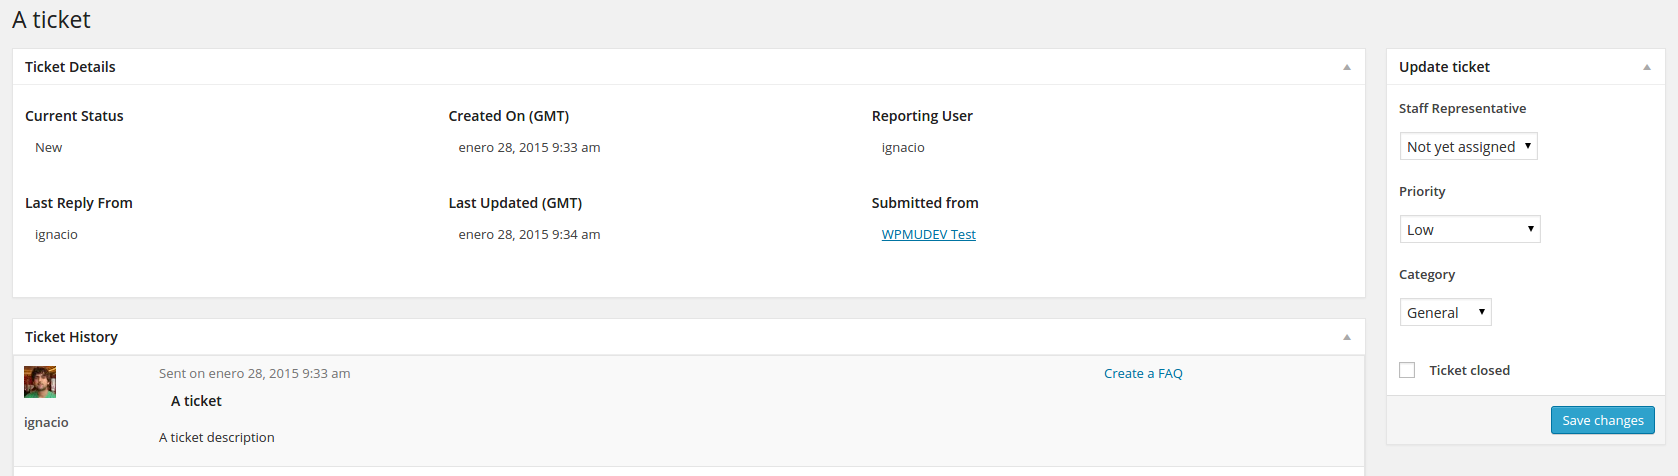 A ticket
Ticket Details
Current Status
New
Created On (GMT)
enero 28, 2015 9:33 am
Reporting User
ignacio
Last Reply From
ignacio
Last Updated (GMT)
enero 28, 2015 9:34 am
Submitted from
WPMUDEV Test
Ticket History
ignacio
Sent on enero 28, 2015 9:33 am
Create a FAQ
A ticket
A ticket description
Update ticket
Staff Representative
Not yet assigned
Priority
Low
Category
General
Ticket closed
Save changes